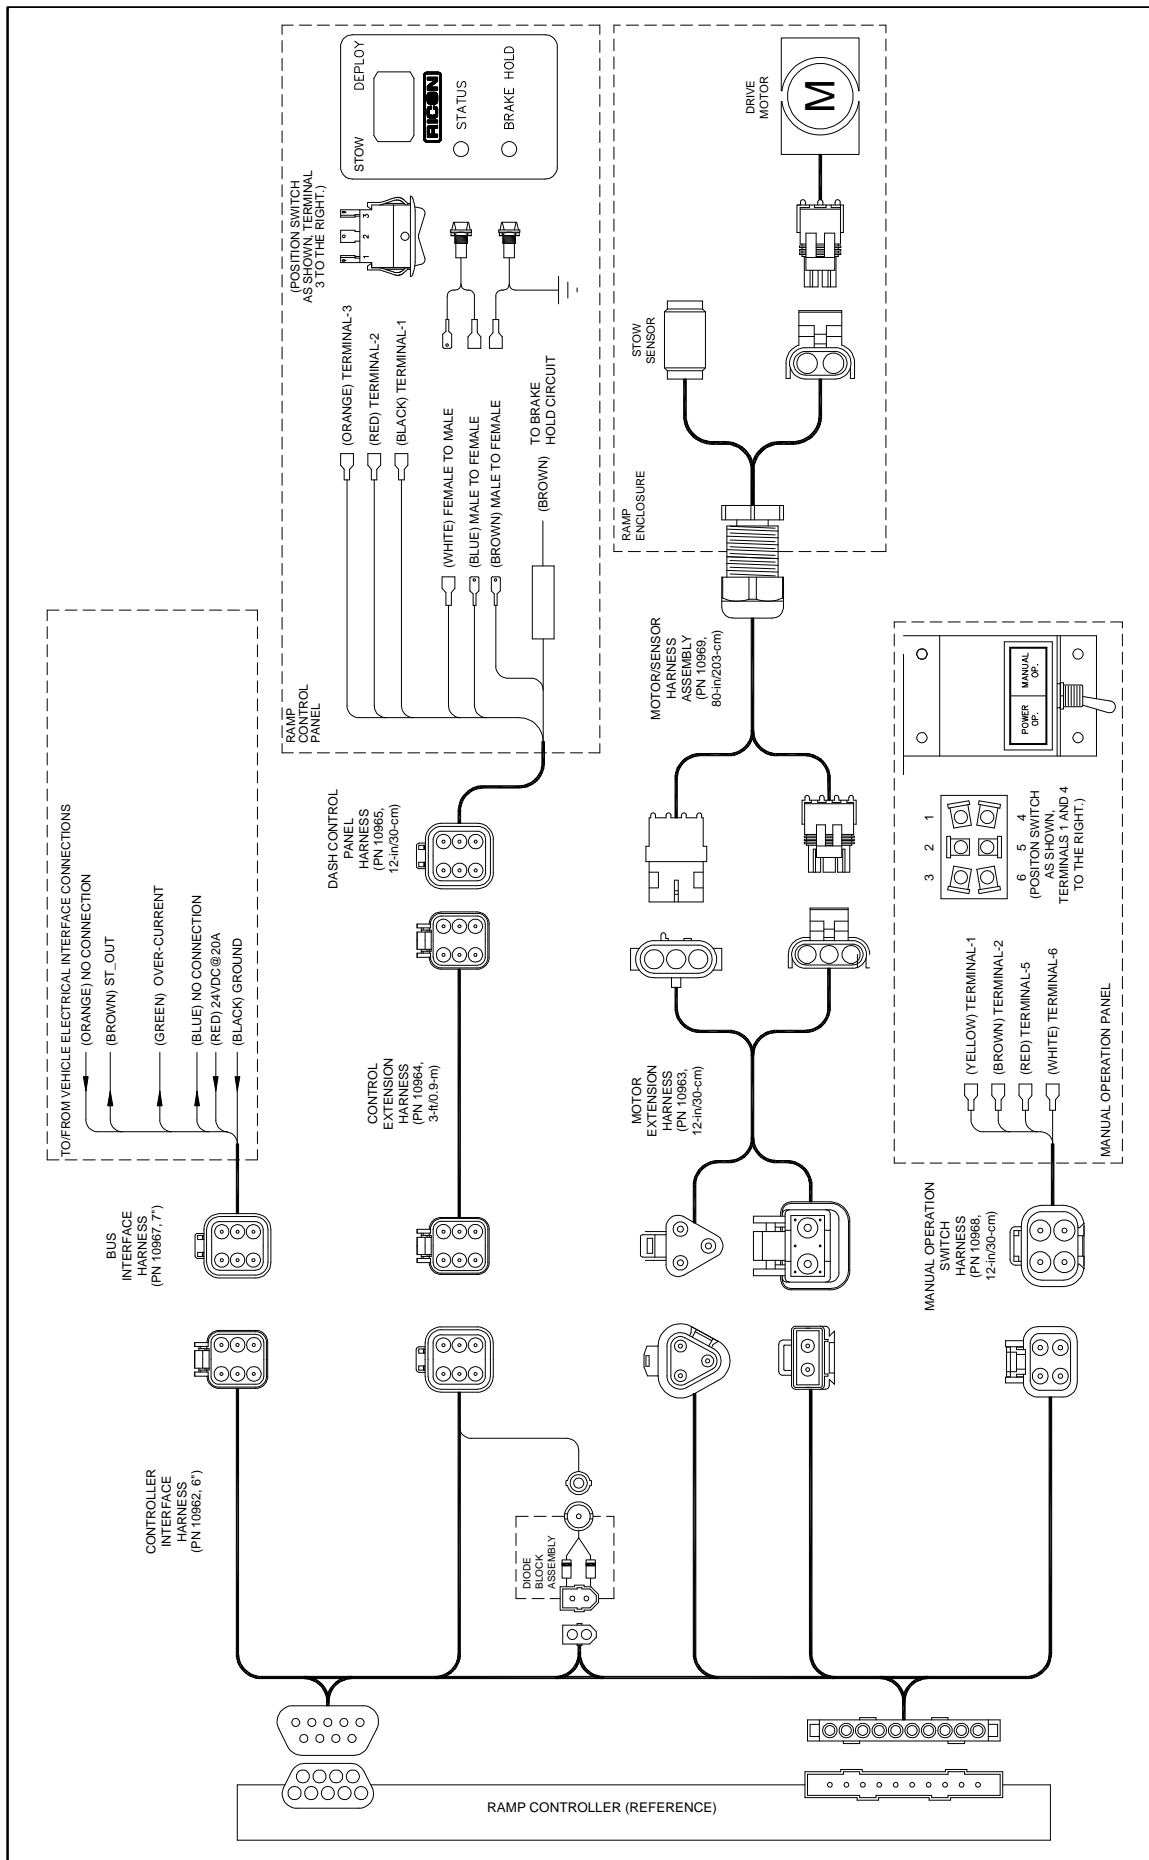 TO/FROM VEHICLE ELECTRICAL INTERFACE CONNECTIONS
(ORANGE) NO CONNECTION
(BROWN) ST_OUT
(GREEN) OVER-CURRENT
(BLUE) NO CONNECTION
(RED) 24VDC@20A
(BLACK) GROUND
BUS
INTERFACE
HARNESS
(PN 10967, 7")
CONTROLLER
INTERFACE
HARNESS
(PN 10962, 6")
RAMP
CONTROL
PANEL
(ORANGE) TERMINAL-3
(RED) TERMINAL-2
(BLACK) TERMINAL-1
(WHITE) FEMALE TO MALE
(BLUE) MALE TO FEMALE
(BROWN) MALE TO FEMALE
(BROWN)
TO BRAKE
HOLD CIRCUIT
(POSITION SWITCH
AS SHOWN, TERMINAL
3 TO THE RIGHT.)
1
2
3
STOW
DEPLOY
RICON
STATUS
BRAKE HOLD
DASH CONTROL
PANEL
HARNESS
(PN 10965,
12-in/30-cm)
CONTROL
EXTENSION
HARNESS
(PN 10964,
3-ft/0.9-m)
DIODE
BLOCK
ASSEMBLY
RAMP
ENCLOSURE
STOW
SENSOR
DRIVE
MOTOR
M
MOTOR/SENSOR
HARNESS
ASSEMBLY
(PN 10969,
80-in/203-cm)
MOTOR
EXTENSION
HARNESS
(PN 10963,
12-in/30-cm)
MANUAL OPERATION
SWITCH
HARNESS
(PN 10968,
12-in/30-cm)
MANUAL OPERATION PANEL
(YELLOW) TERMINAL-1
(BROWN) TERMINAL-2
(RED) TERMINAL-5
(WHITE) TERMINAL-6
3 2 1
6 5 4
(POSITON SWITCH
AS SHOWN,
TERMINALS 1 AND 4
TO THE RIGHT.)
POWER
OP.
MANUAL
OP.
RAMP CONTROLLER (REFERENCE)